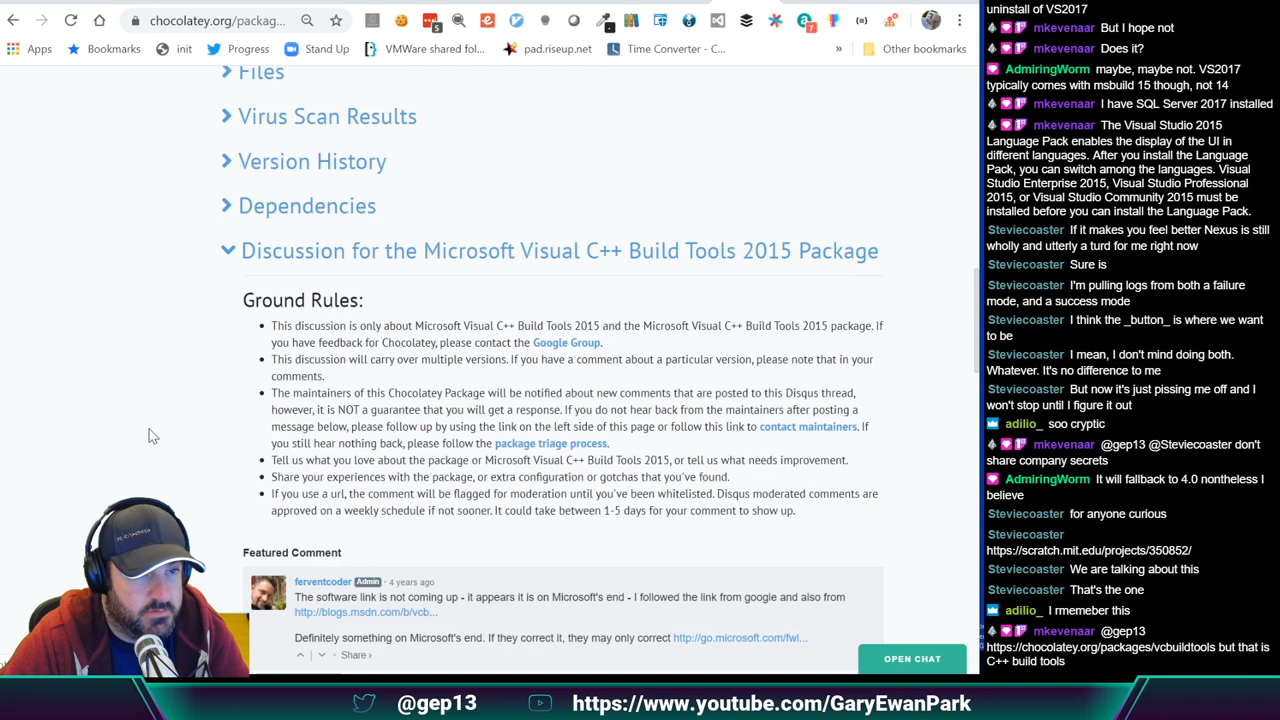 chocolatey.org/packag...
5
7
Apps
Bookmarks
init
Progress
Stand Up
VMWare shared fol...
pad.riseup.net
Time Converter - C...
»
Other bookmarks
Files
Virus Scan Results
Version History
Dependencies
Discussion for the Microsoft Visual C++ Build Tools 2015 Package
Ground Rules:
This discussion is only about Microsoft Visual C++ Build Tools 2015 and the Microsoft Visual C++ Build Tools 2015 package. If
you have feedback for Chocolatey, please contact the Google Group.
This discussion will carry over multiple versions. If you have a comment about a particular version, please note that in your
comments.
The maintainers of this Chocolatey Package will be notified about new comments that are posted to this Disqus thread,
however, it is NOT a guarantee that you will get a response. If you do not hear back from the maintainers after posting a
message below, please follow up by using the link on the left side of this page or follow this link to contact maintainers. If
you still hear nothing back, please follow the package triage process.
Tell us what you love about the package or Microsoft Visual C++ Build Tools 2015, or tell us what needs improvement.
Share your experiences with the package, or extra configuration or gotchas that you've found.
If you use a url, the comment will be flagged for moderation until you've been whitelisted. Disqus moderated comments are
approved on a weekly schedule if not sooner. It could take between 1-5 days for your comment to show up.
Featured Comment
ferventcoder Admin • 4 years ago
The software link is not coming up - it appears it is on Microsoft's end - I followed the link from google and also from
http://blogs.msdn.com/b/vcb...
Definitely something on Microsoft's end. If they correct it, they may only correct http://go.microsoft.com/fwl...
Share ›
OPEN CHAT
uninstall of VS2017
mkevenaar But I hope not
mkevenaar Does it?
AdmiringWorm maybe, maybe not. VS2017
typically comes with msbuild 15 though, not 14
mkevenaar I have SQL Server 2017 installed
mkevenaar The Visual Studio 2015
Language Pack enables the display of the UI in
different languages. After you install the Language
Pack, you can switch among the languages. Visual
Studio Enterprise 2015, Visual Studio Professional
2015, or Visual Studio Community 2015 must be
installed before you can install the Language Pack.
Steviecoaster If it makes you feel better Nexus is still
wholly and utterly a turd for me right now
Steviecoaster Sure is
Steviecoaster I'm pulling logs from both a failure
mode, and a success mode
Steviecoaster I think the _button_ is where we want
to be
Steviecoaster I mean, I don't mind doing both.
Whatever. It's no difference to me
Steviecoaster But now it's just pissing me off and I
won't stop until I figure it out
adilio_ soo cryptic
mkevenaar @gep13 @Steviecoaster don't
share company secrets
AdmiringWorm It will fallback to 4.0 nontheless I
believe
Steviecoaster for anyone curious
Steviecoaster
https://scratch.mit.edu/projects/350852/
Steviecoaster We are talking about this
Steviecoaster That's the one
adilio_ I rmemeber this
mkevenaar @gep13
https://chocolatey.org/packages/vcbuildtools but that is
C++ build tools
@gep13
https://www.youtube.com/GaryEwanPark